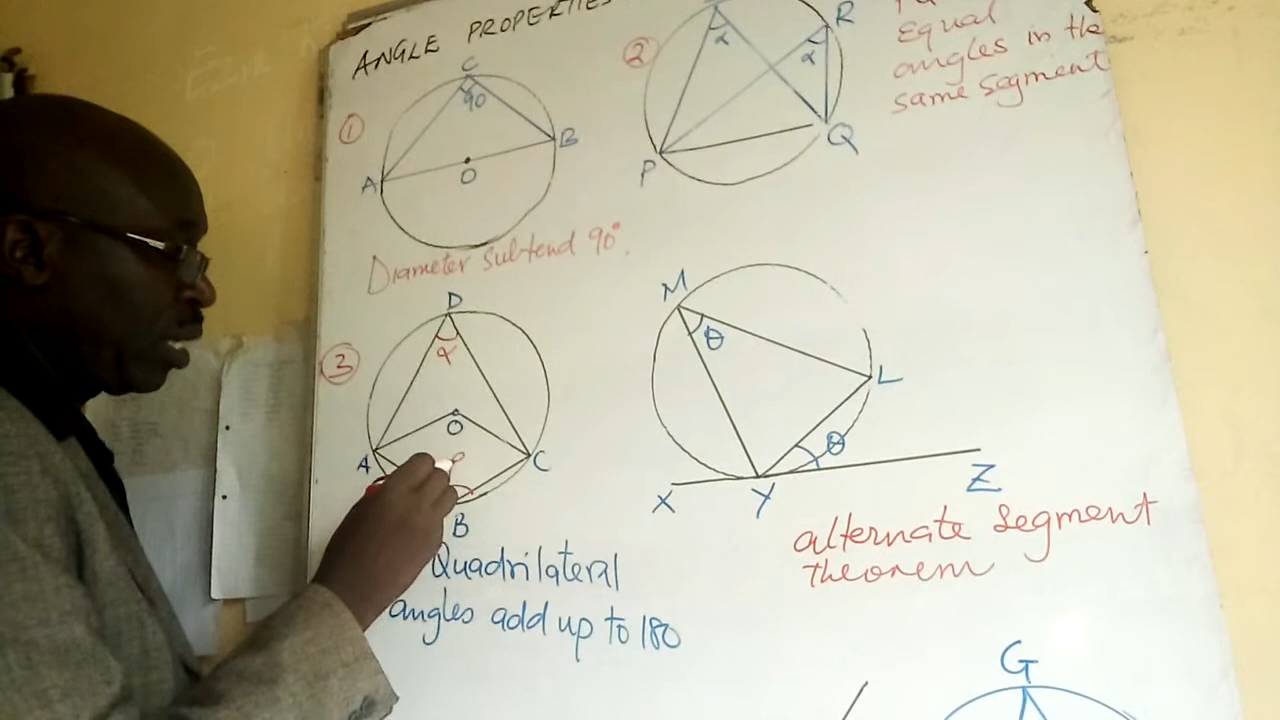 ANGLE PROPERTIES
①
C
90
A
B
O
Diameter subtend 90°.
②
α
R
α
P
Q
Equal
angles in the
same segment
③
D
α
O
A
C
B
Quadrilateral
angles add up to 180
M
θ
L
θ
X
Y
Z
alternate segment
theorem
G